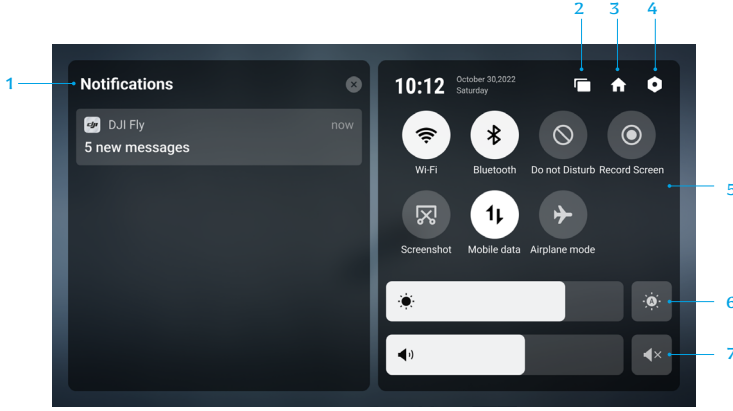 2 3 4
1
Notifications
dji DJI Fly now
5 new messages
10:12 October 30,2022
Saturday
Wi-Fi Bluetooth Do not Disturb Record Screen
5
Screenshot Mobile data Airplane mode
A
6
7